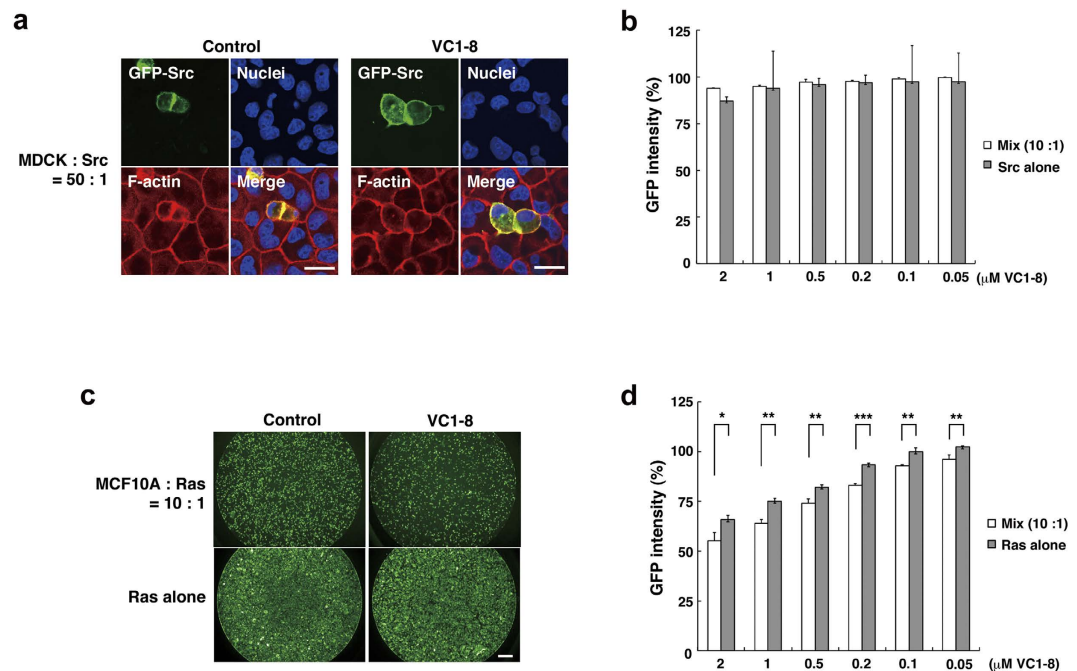 a
Control
VC1-8
GFP-Src
Nuclei
GFP-Src
Nuclei
MDCK : Src
= 50 : 1
F-actin
Merge
F-actin
Merge
b
GFP intensity (%)
125
100
75
25
0
2
1
0.5
0.2
0.1
0.05
(μM VC1-8)
Mix (10 :1)
Src alone
c
Control
VC1-8
MCF10A : Ras
= 10 : 1
Ras alone
d
GFP intensity (%)
125
100
75
50
25
0
*
**
**
***
**
**
2
1
0.5
0.2
0.1
0.05
(μM VC1-8)
Mix (10 :1)
Ras alone